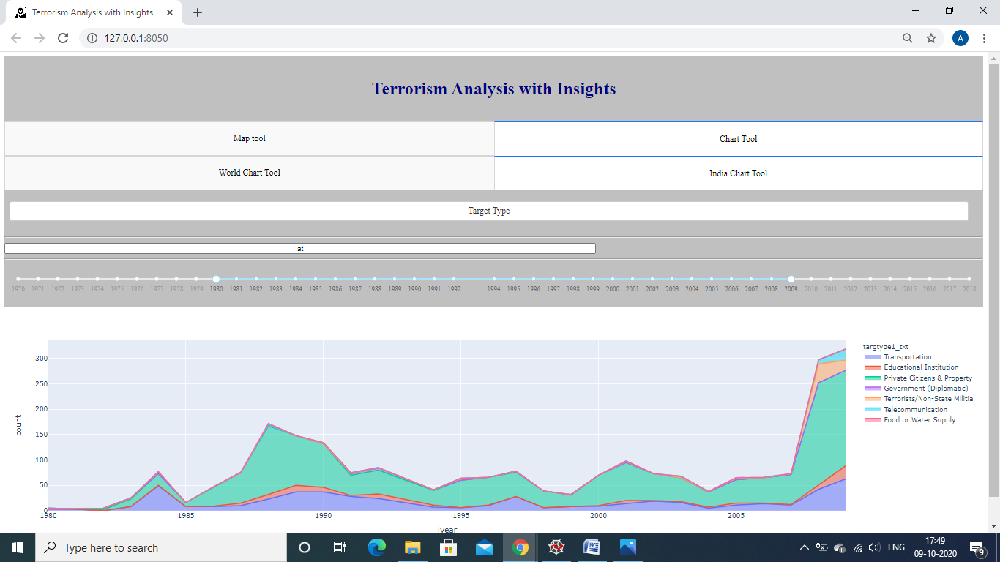 Terrorism Analysis with Insights
127.0.0.1:8050
A
Terrorism Analysis with Insights
Map tool
Chart Tool
World Chart Tool
India Chart Tool
Target Type
at
1970 1971 1972 1973 1974 1975 1976 1977 1978 1979 1980 1981 1982 1983 1984 1985 1986 1987 1988 1989 1990 1991 1992 1994 1995 1996 1997 1998 1999 2000 2001 2002 2003 2004 2005 2006 2007 2008 2009 2010 2011 2012 2013 2014 2015 2016 2017 2018
300
250
200
150
100
50
0
count
1980 1985 1990 1995 2000 2005
iyear
targtype1_txt
Transportation
Educational Institution
Private Citizens & Property
Government (Diplomatic)
Terrorists/Non-State Militia
Telecommunication
Food or Water Supply
Type here to search
ENG
17:49
09-10-2020
9